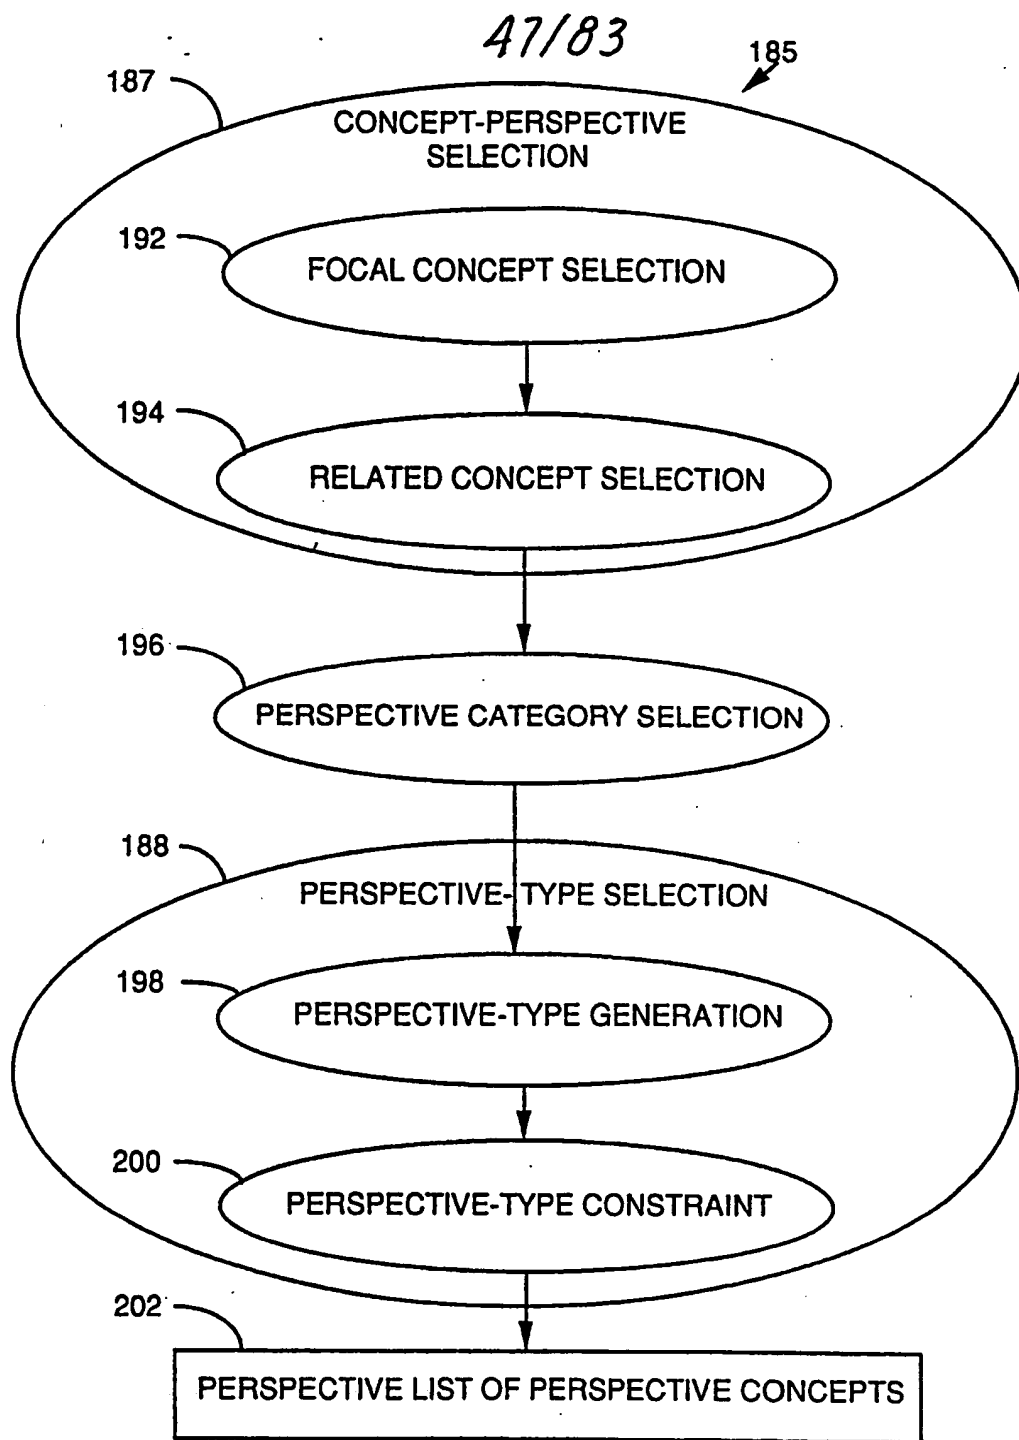 47/83
185
187
CONCEPT-PERSPECTIVE
SELECTION
192
FOCAL CONCEPT SELECTION
194
RELATED CONCEPT SELECTION
196
PERSPECTIVE CATEGORY SELECTION
188
PERSPECTIVE-TYPE SELECTION
198
PERSPECTIVE-TYPE GENERATION
200
PERSPECTIVE-TYPE CONSTRAINT
202
PERSPECTIVE LIST OF PERSPECTIVE CONCEPTS